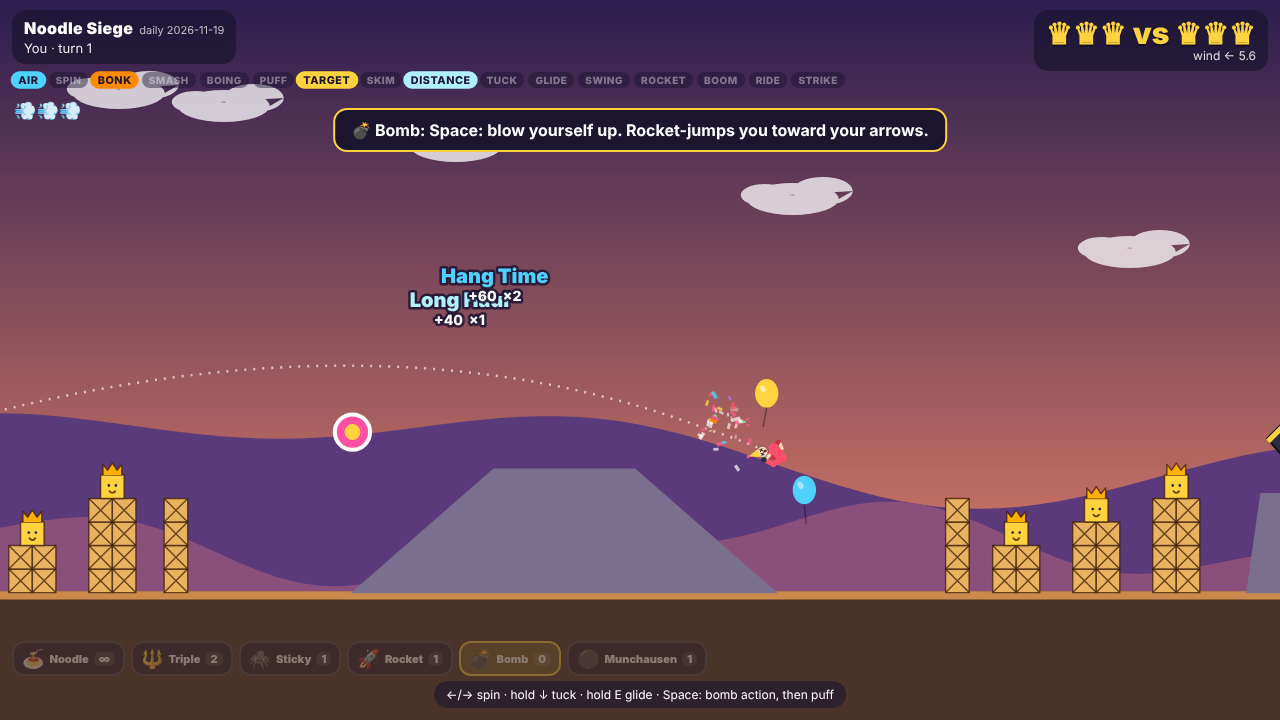 Noodle Siege daily 2026-11-19
You · turn 1
VS
wind ← 5.6
AIR SPIN BONK SMASH BOING PUFF TARGET SKIM DISTANCE TUCK GLIDE SWING ROCKET BOOM RIDE STRIKE
Bomb: Space: blow yourself up. Rocket-jumps you toward your arrows.
Hang Time
+60 ×2
Long Haul
+40 ×1
Noodle ∞
Triple 2
Sticky 1
Rocket 1
Bomb 0
Munchausen 1
←/→ spin · hold ↓ tuck · hold E glide · Space: bomb action, then puff